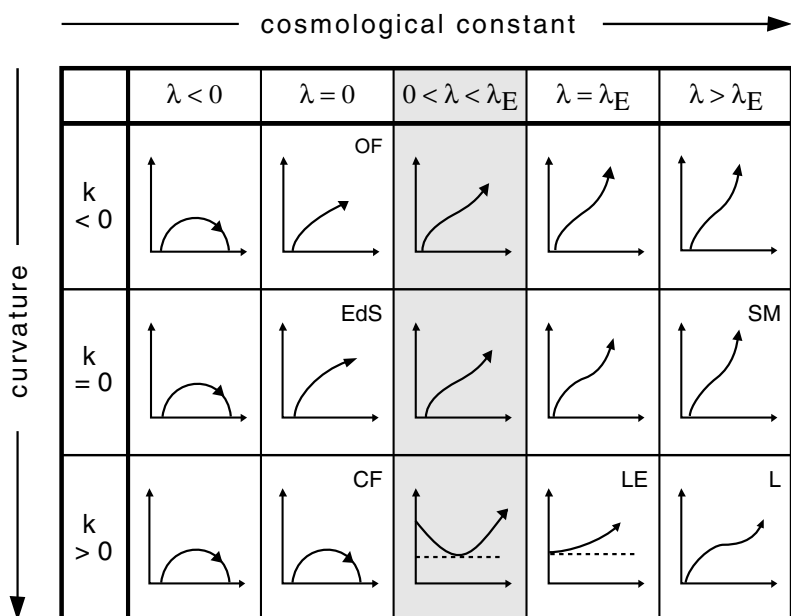 cosmological constant
curvature
λ < 0
λ = 0
0 < λ < λE
λ = λE
λ > λE
k
< 0
OF
k
= 0
EdS
SM
k
> 0
CF
LE
L